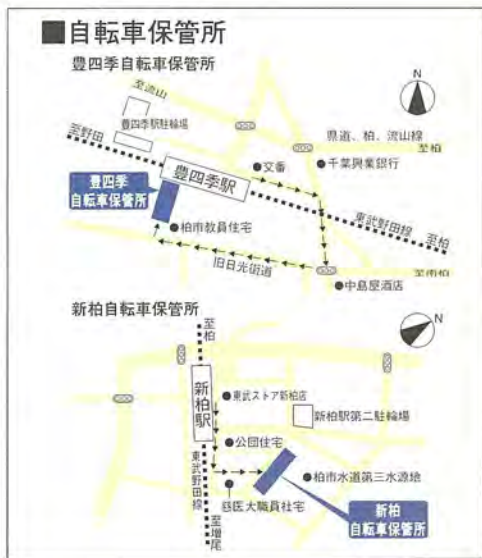 ■自転車保管所
豊四季自転車保管所
N
至流山
豊四季駅駐輪場
県道、柏、流山線
至柏
至野田
交番
千葉興業銀行
豊四季駅
豊四季
自転車保管所
東武野田線
至柏
柏市教員住宅
旧日光街道
至南柏
中島屋酒店
新柏自転車保管所
N
至柏
新柏駅
東武ストア新柏店
新柏駅第二駐輪場
公団住宅
東武野田線
柏市水道第三水源地
医大職員社宅
新柏
自転車保管所
至増尾